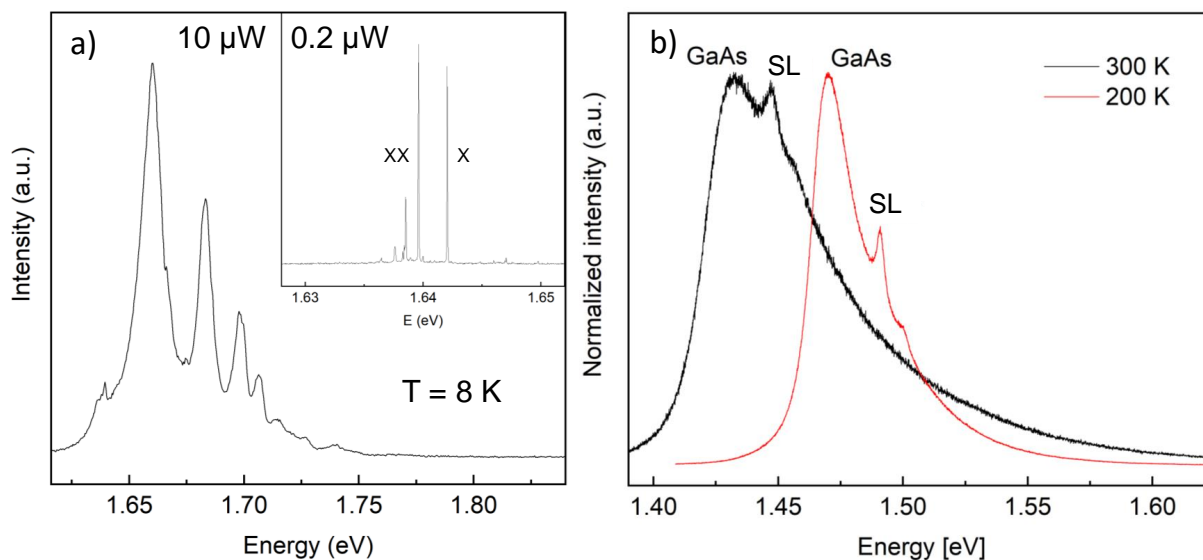 a)
10 µW
0.2 µW
XX
X
1.63
1.64
1.65
E (eV)
T = 8 K
Intensity (a.u.)
1.65
1.70
1.75
1.80
Energy (eV)
b)
GaAs
SL
GaAs
SL
300 K
200 K
Normalized intensity (a.u.)
1.40
1.45
1.50
1.55
1.60
Energy [eV]